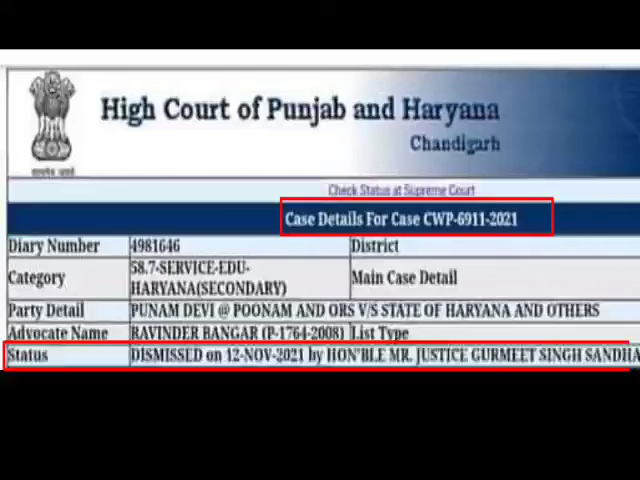 High Court of Punjab and Haryana
Chandigarh
Check Status at Supreme Court
Case Details For Case CWP-6911-2021
Diary Number 4981646 District
Category 58.7-SERVICE-EDU-HARYANA(SECONDARY) Main Case Detail
Party Detail PUNAM DEVI @ POONAM AND ORS V/S STATE OF HARYANA AND OTHERS
Advocate Name RAVINDER BANGAR (P-1764-2008) List Type
Status DISMISSED on 12-NOV-2021 by HON'BLE MR. JUSTICE GURMEET SINGH SANDHA